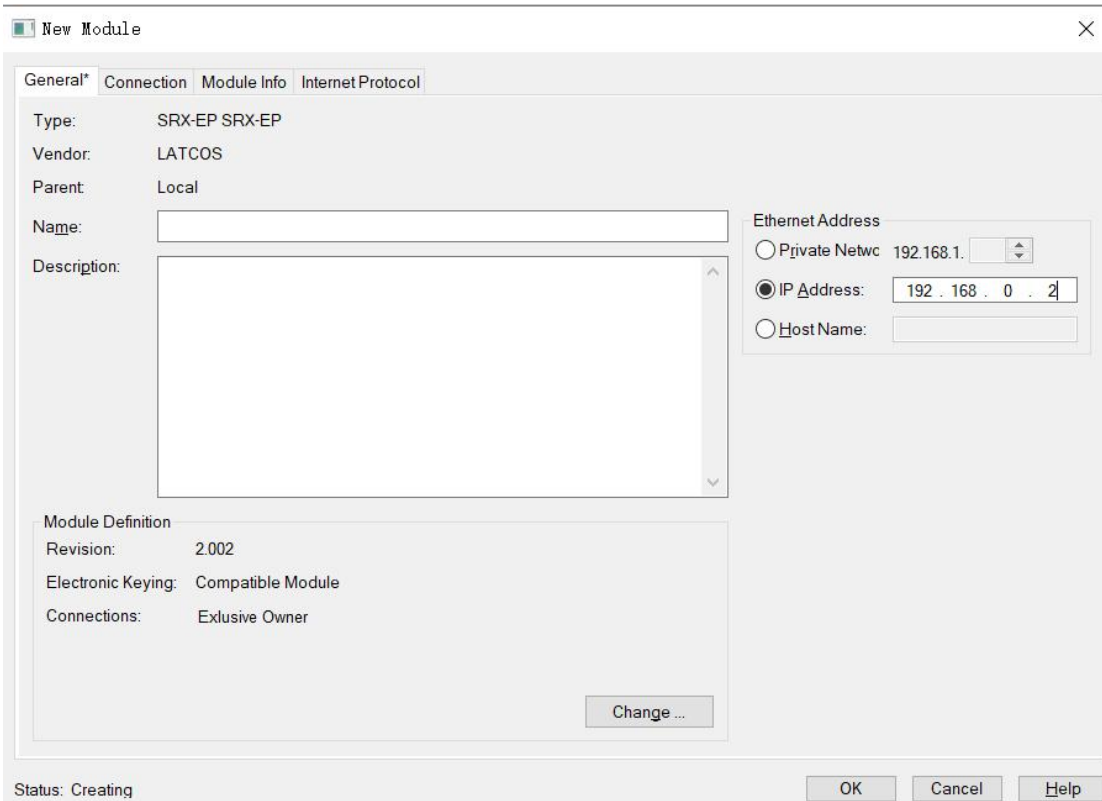 New Module
General* Connection Module Info Internet Protocol
Type: SRX-EP SRX-EP
Vendor: LATCOS
Parent: Local
Name:
Description:
Ethernet Address
Private Netwc 192.168.1.
IP Address: 192 . 168 . 0 . 2
Host Name:
Module Definition
Revision: 2.002
Electronic Keying: Compatible Module
Connections: Exlusive Owner
Change ...
Status: Creating
OK Cancel Help